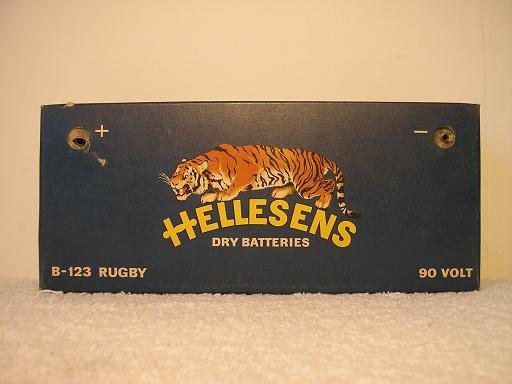 + −
HELLESENS
DRY BATTERIES
B-123 RUGBY 90 VOLT